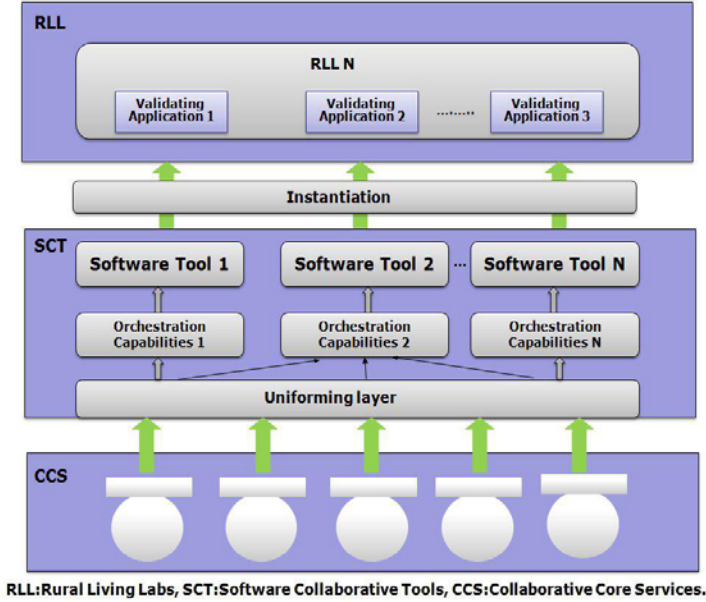 RLL
RLL N
Validating
Application 1
Validating
Application 2
..........
Validating
Application 3
Instantiation
SCT
Software Tool 1
Software Tool 2
...
Software Tool N
Orchestration
Capabilities 1
Orchestration
Capabilities 2
Orchestration
Capabilities N
Uniforming layer
CCS
RLL:Rural Living Labs, SCT:Software Collaborative Tools, CCS:Collaborative Core Services.